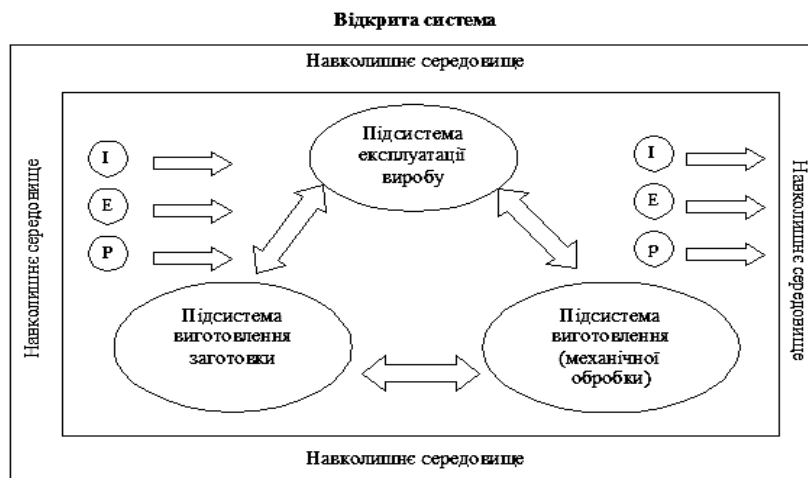 Відкрита система
Навколишнє середовище
Навколишнє середовище
I
E
P
Підсистема
експлуатації
виробу
I
E
p
Навколишнє середовище
Підсистема
виготовлення
заготовки
Підсистема
виготовлення
(механічної
обробки)
Навколишнє середовище